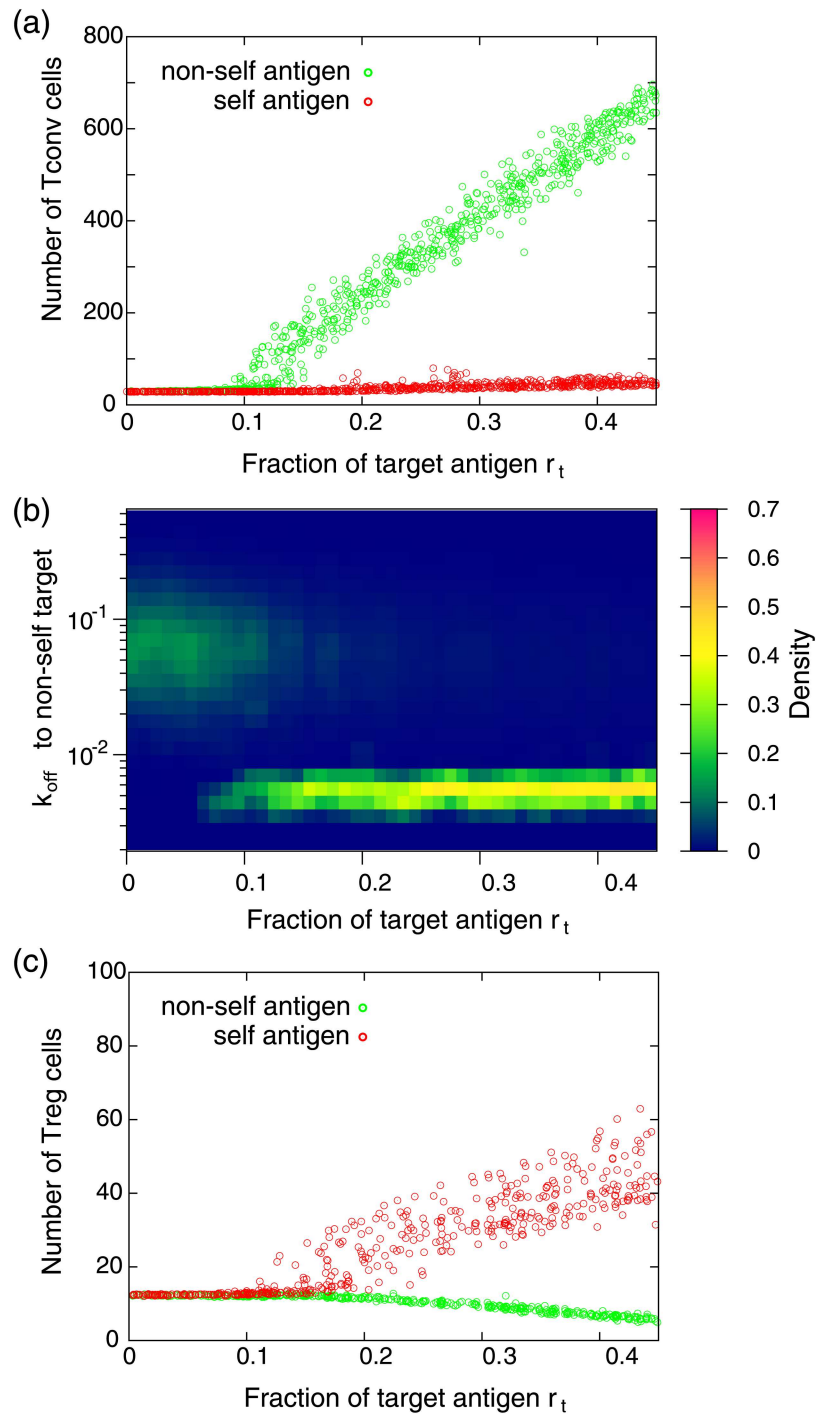 (a)
800
600
400
200
0
Number of Tconv cells
non-self antigen
self antigen
0 0.1 0.2 0.3 0.4
Fraction of target antigen r_t
(b)
k_off to non-self target
10^-1
10^-2
0 0.1 0.2 0.3 0.4
Fraction of target antigen r_t
0.7
0.6
0.5
0.4
0.3
0.2
0.1
0
Density
(c)
100
80
60
40
20
0
Number of Treg cells
non-self antigen
self antigen
0 0.1 0.2 0.3 0.4
Fraction of target antigen r_t